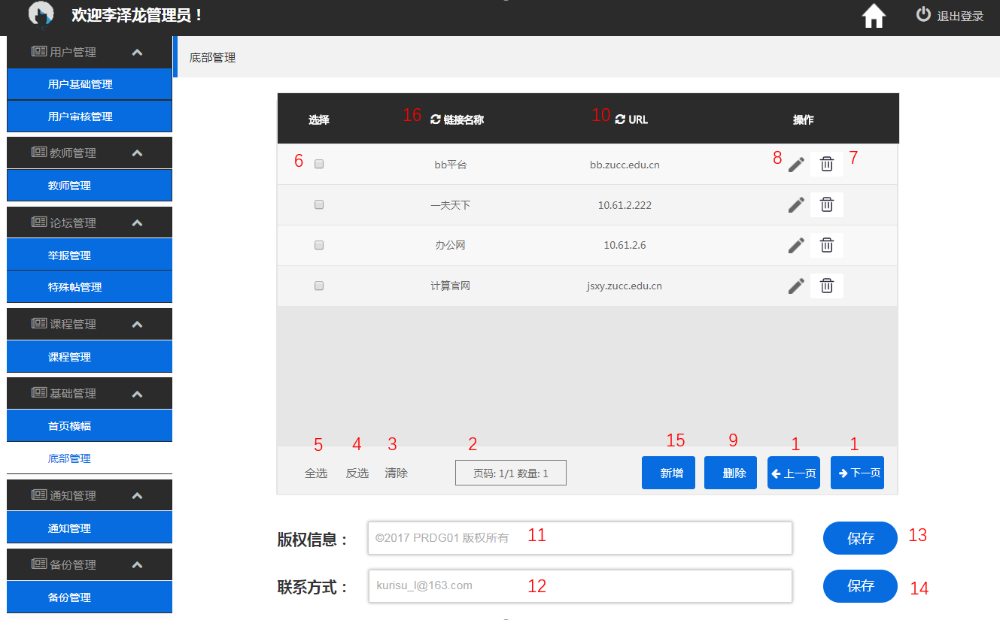 欢迎李泽龙管理员！
退出登录
用户管理
用户基础管理
用户审核管理
教师管理
教师管理
论坛管理
举报管理
特殊帖管理
课程管理
课程管理
基础管理
首页横幅
底部管理
通知管理
通知管理
备份管理
备份管理
底部管理
选择 16 链接名称 10 URL 操作
6 bb平台 bb.zucc.edu.cn 8 7
一夫天下 10.61.2.222
办公网 10.61.2.6
计算官网 jsxy.zucc.edu.cn
5 4 3 2 15 9 1 1
全选 反选 清除 页码: 1/1 数量: 1 新增 删除 上一页 下一页
版权信息： ©2017 PRDG01 版权所有 11 保存 13
联系方式： kurisu_l@163.com 12 保存 14